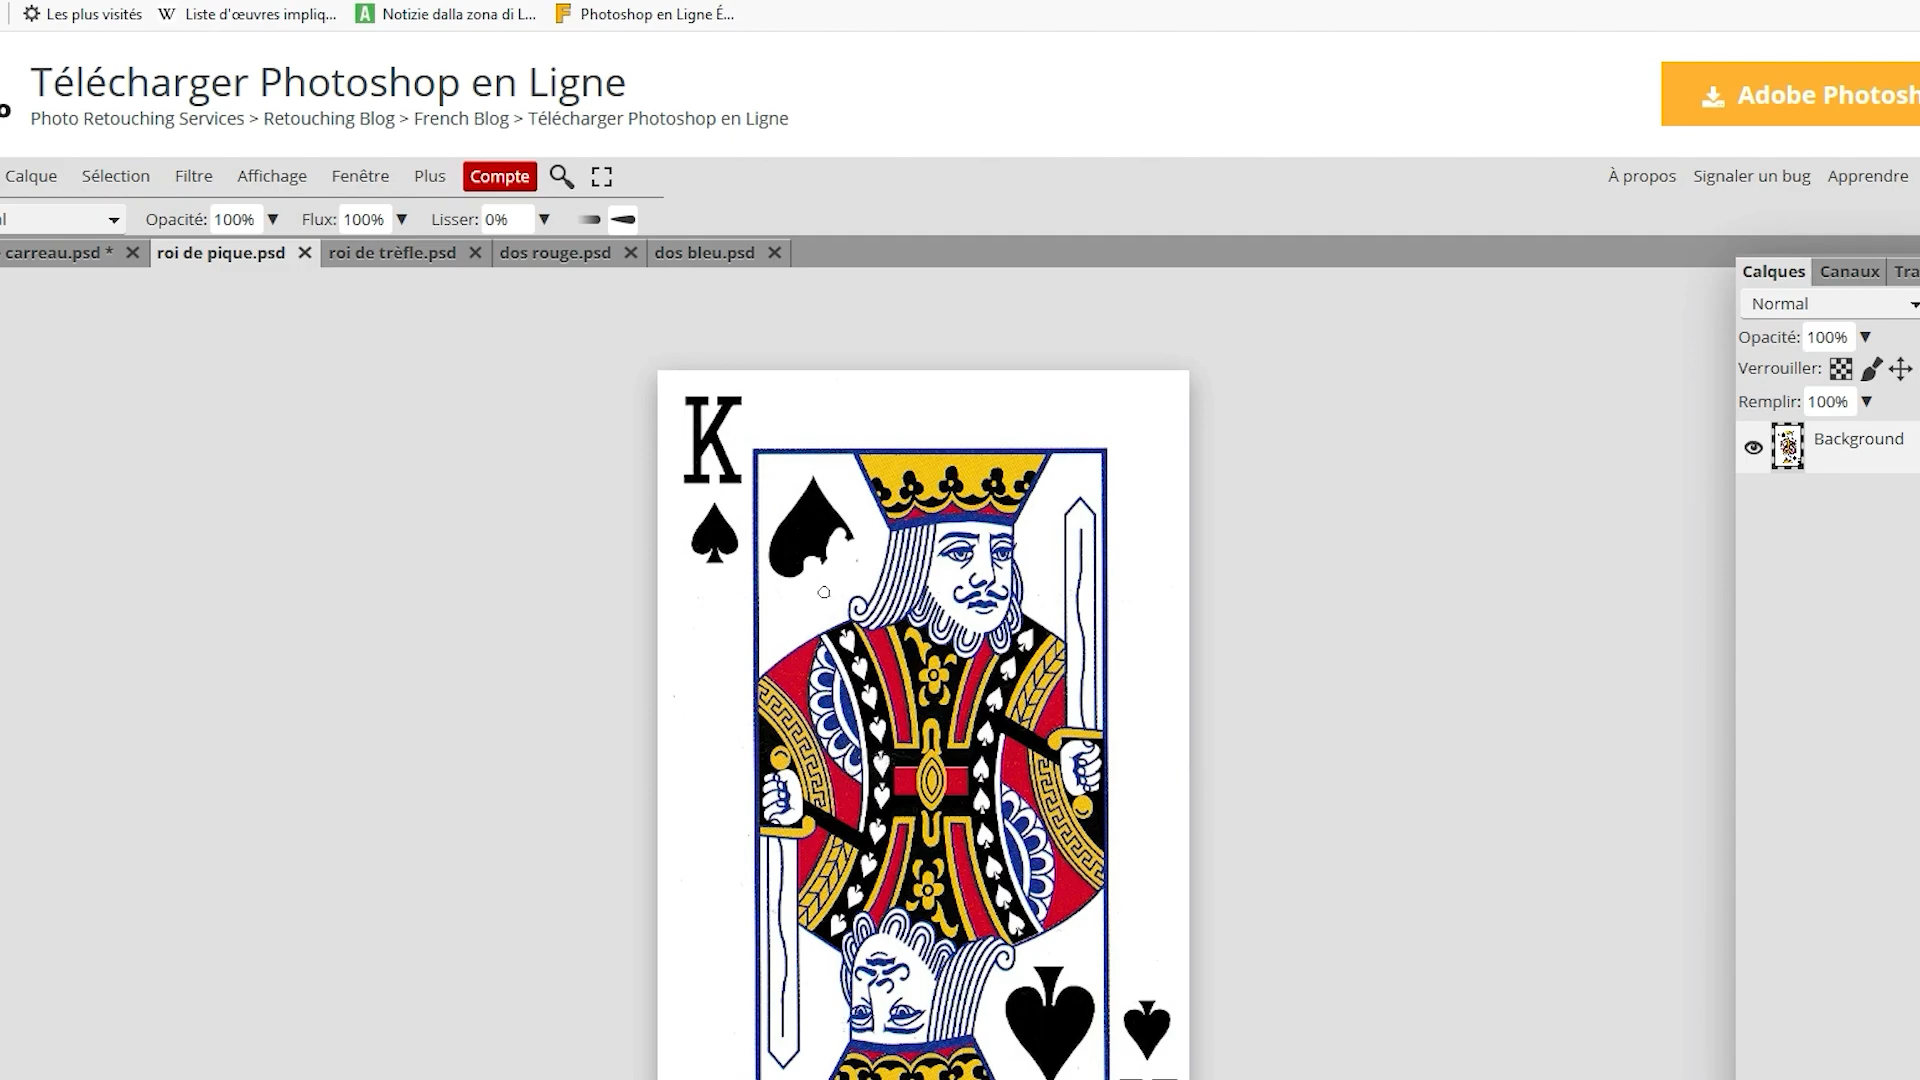 Les plus visités Liste d'œuvres impliq... Notizie dalla zona di L... Photoshop en Ligne É...
Télécharger Photoshop en Ligne
Photo Retouching Services > Retouching Blog > French Blog > Télécharger Photoshop en Ligne
Adobe Photosh
Calque Sélection Filtre Affichage Fenêtre Plus Compte À propos Signaler un bug Apprendre
Opacité: 100% Flux: 100% Lisser: 0%
carreau.psd * roi de pique.psd roi de trèfle.psd dos rouge.psd dos bleu.psd
Calques Canaux Tra
Normal
Opacité: 100%
Verrouiller:
Remplir: 100%
Background
K